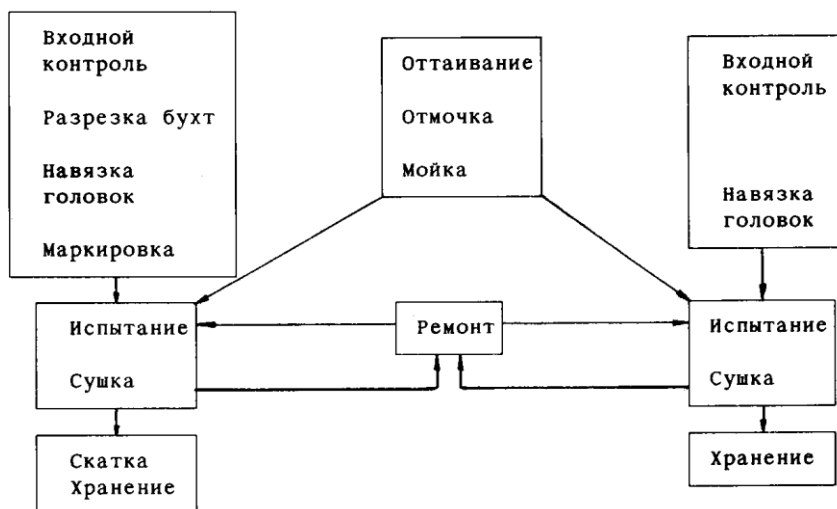 Входной
контроль
Разрезка бухт
Навязка
головок
Маркировка
Оттаивание
Отмочка
Мойка
Входной
контроль
Навязка
головок
Испытание
Сушка
Ремонт
Испытание
Сушка
Скатка
Хранение
Хранение